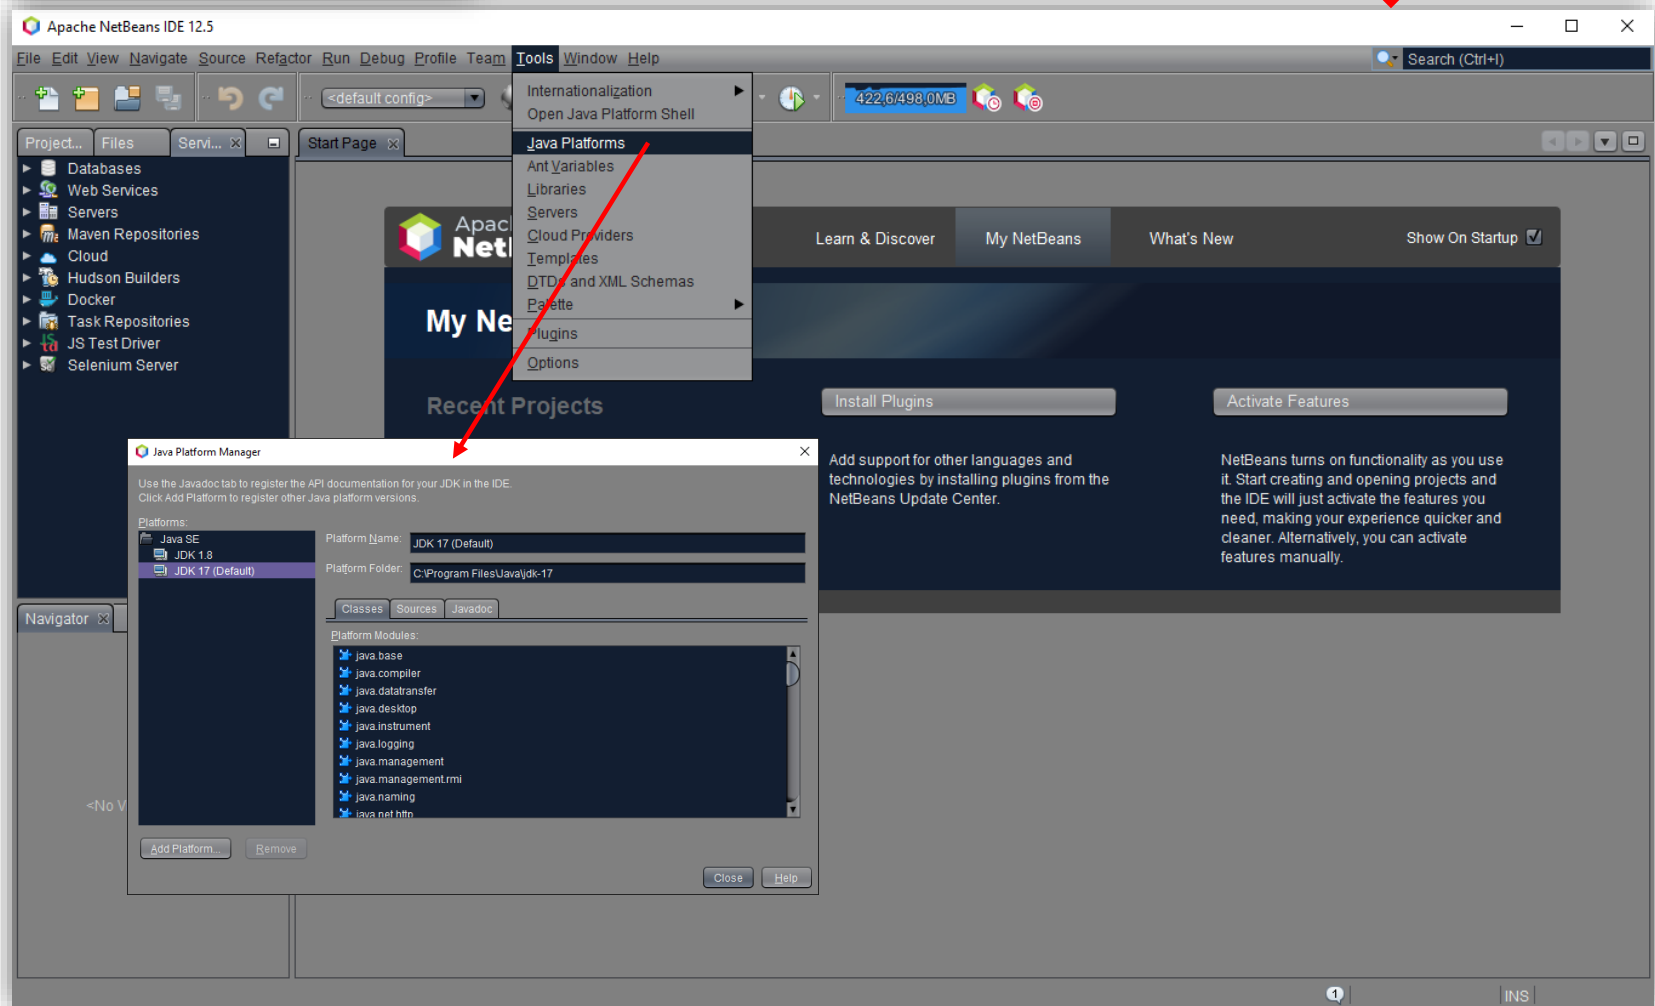 Apache NetBeans IDE 12.5
File Edit View Navigate Source Refactor Run Debug Profile Team Tools Window Help
Search (Ctrl+I)
<default config>
422,6/498,0MB
Internationalization
Open Java Platform Shell
Java Platforms
Ant Variables
Libraries
Servers
Cloud Providers
Templates
DTDs and XML Schemas
Palette
Plugins
Options
Project... Files Servi...
Start Page
Databases
Web Services
Servers
Maven Repositories
Cloud
Hudson Builders
Docker
Task Repositories
JS Test Driver
Selenium Server
Apac
Net
Learn & Discover
My NetBeans
What's New
Show On Startup
My Ne
Recent Projects
Install Plugins
Activate Features
Add support for other languages and
technologies by installing plugins from the
NetBeans Update Center.
NetBeans turns on functionality as you use
it. Start creating and opening projects and
the IDE will just activate the features you
need, making your experience quicker and
cleaner. Alternatively, you can activate
features manually.
Navigator
<No V
Java Platform Manager
Use the Javadoc tab to register the API documentation for your JDK in the IDE.
Click Add Platform to register other Java platform versions.
Platforms:
Java SE
JDK 1.8
JDK 17 (Default)
Platform Name: JDK 17 (Default)
Platform Folder: C:\Program Files\Java\jdk-17
Classes Sources Javadoc
Platform Modules:
java.base
java.compiler
java.datatransfer
java.desktop
java.instrument
java.logging
java.management
java.management.rmi
java.naming
java.net.http
Add Platform... Remove
Close Help
1
INS